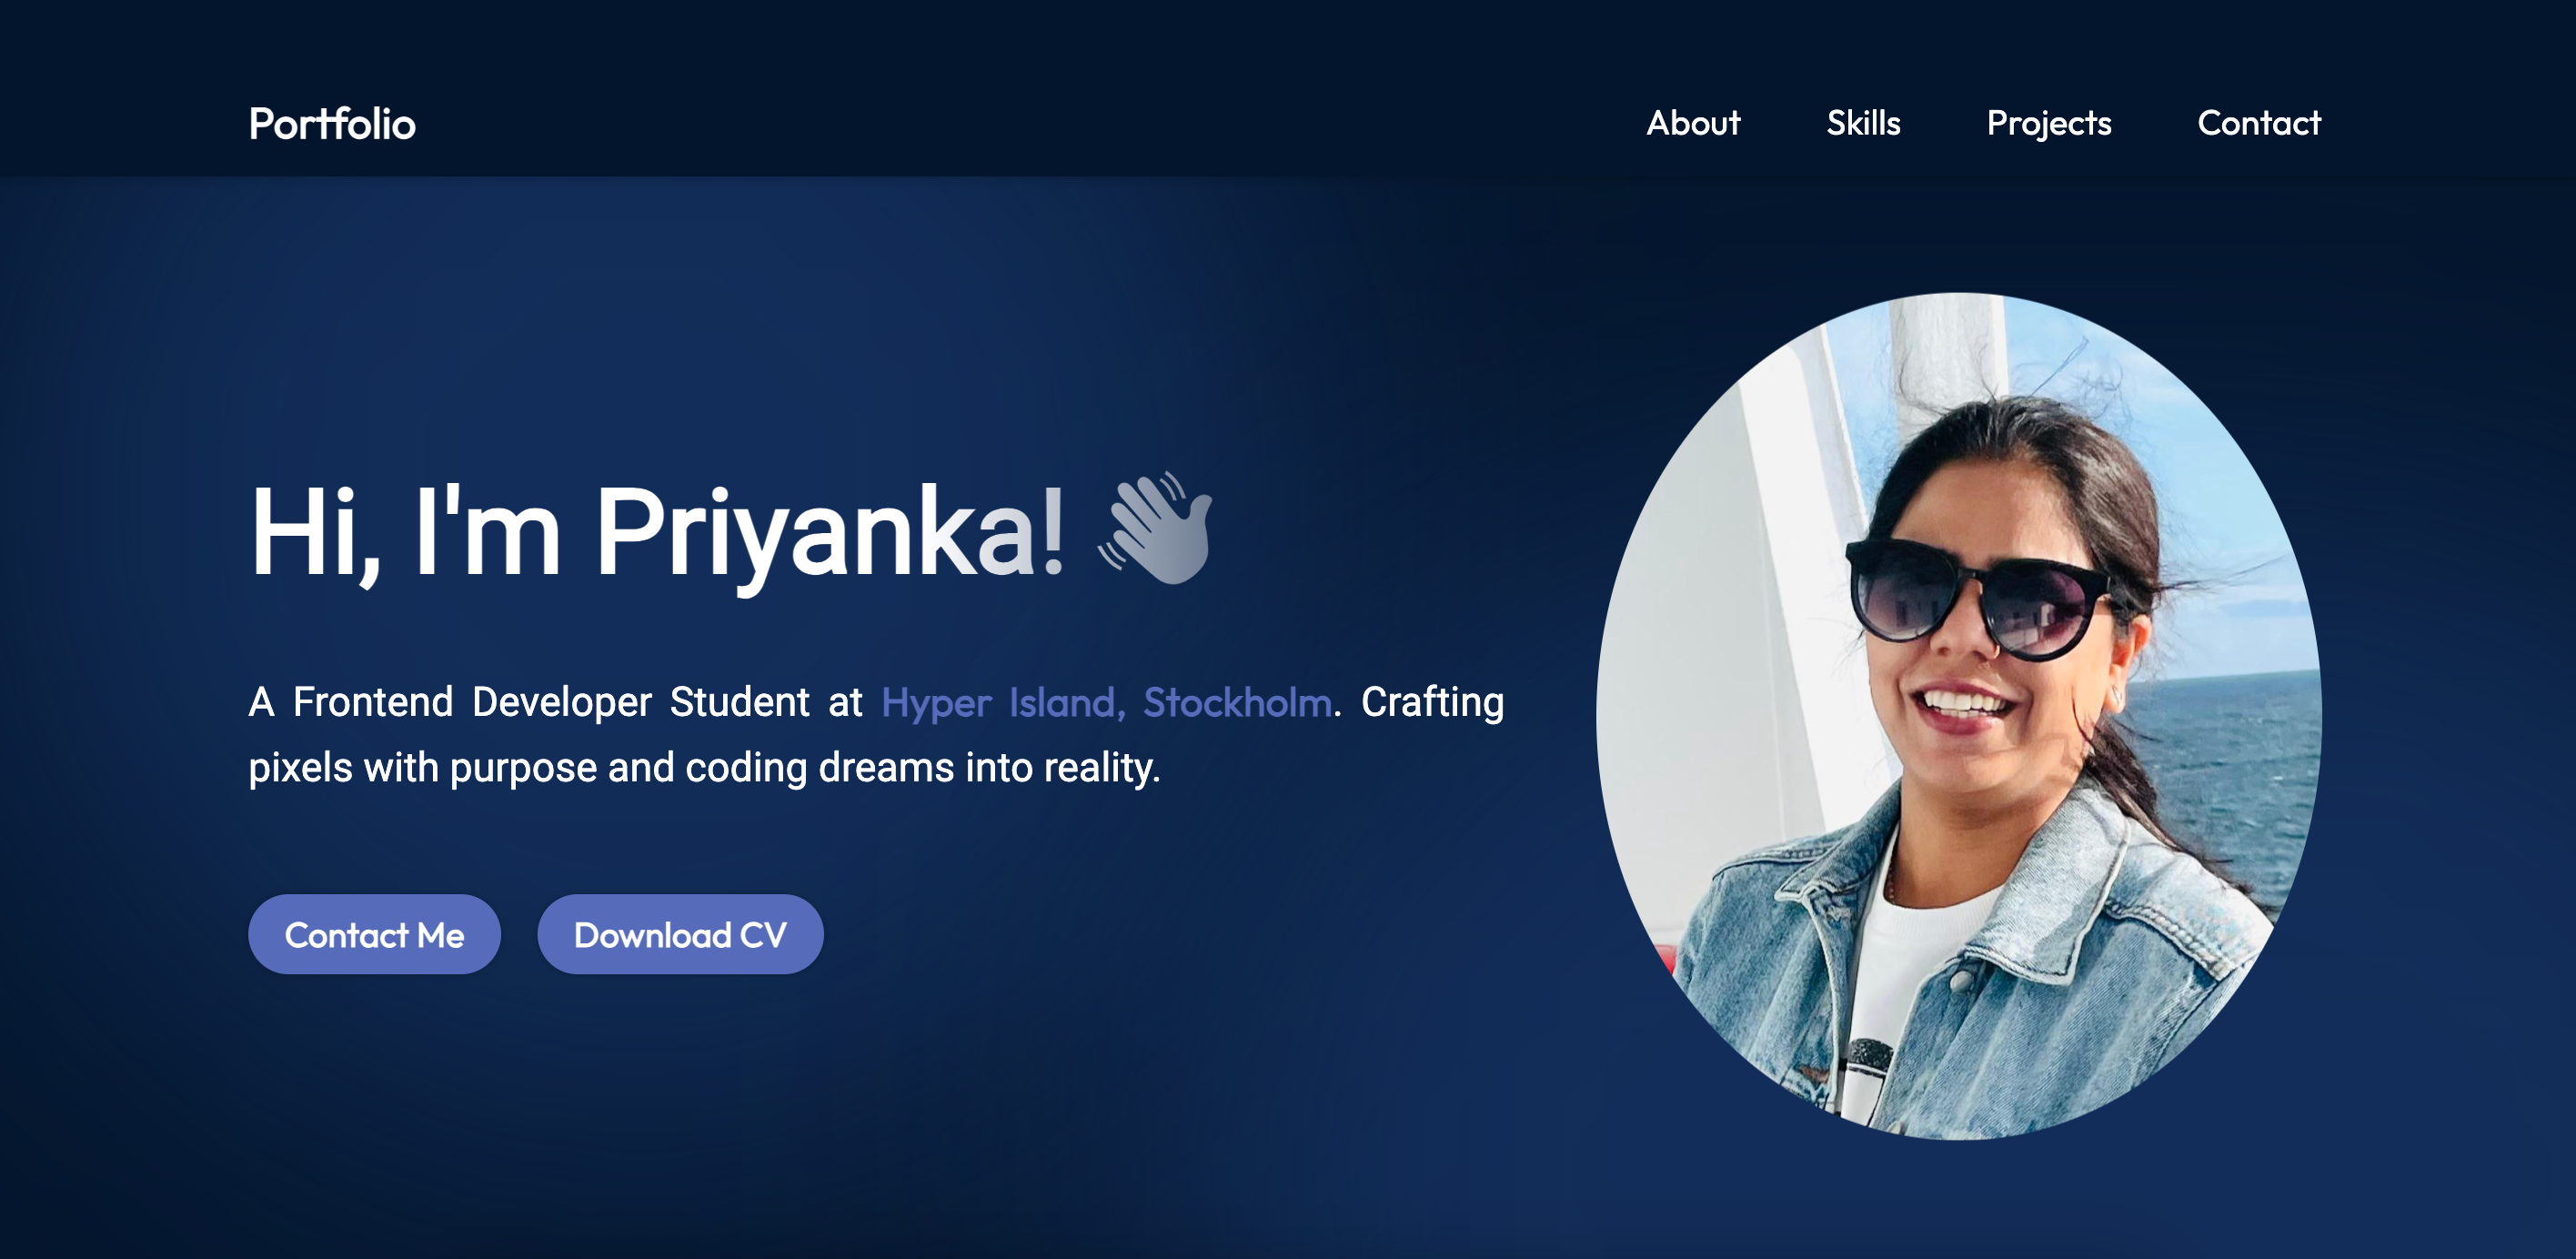 Portfolio
About Skills Projects Contact
Hi, I'm Priyanka! 👋
A Frontend Developer Student at Hyper Island, Stockholm. Crafting
pixels with purpose and coding dreams into reality.
Contact Me
Download CV